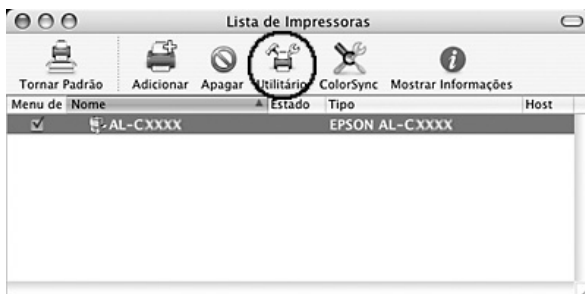 Lista de Impressoras
Tornar Padrão Adicionar Apagar Utilitário ColorSync Mostrar Informações
Menu de Nome Estado Tipo Host
AL-CXXXX EPSON AL-CXXXX